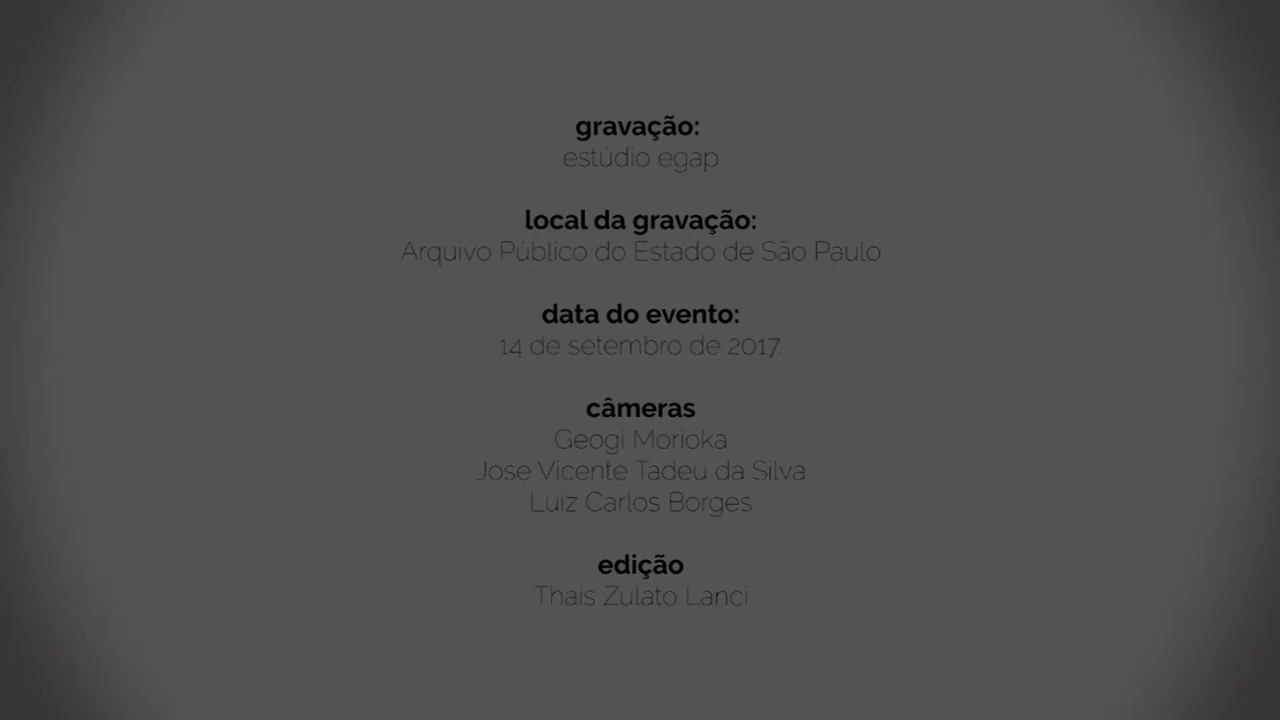 gravação:
estúdio egap
local da gravação:
Arquivo Público do Estado de São Paulo
data do evento:
14 de setembro de 2017.
câmeras
Geogi Morioka
Jose Vicente Tadeu da Silva
Luiz Carlos Borges
edição
Thais Zulato Lanci